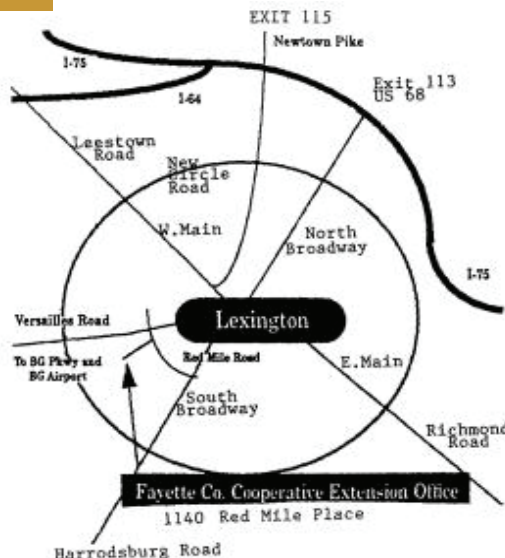 EXIT 115
Newtown Pike
I-75
Exit 113
US 68
I-64
Leestown
Road
New
Circle
Road
W.Main
North
Broadway
I-75
Versailles Road
Lexington
To BG Pkwy and
BG Airport
Red Mile Road
E.Main
South
Broadway
Richmond
Road
Fayette Co. Cooperative Extension Office
1140 Red Mile Place
Harrodsburg Road